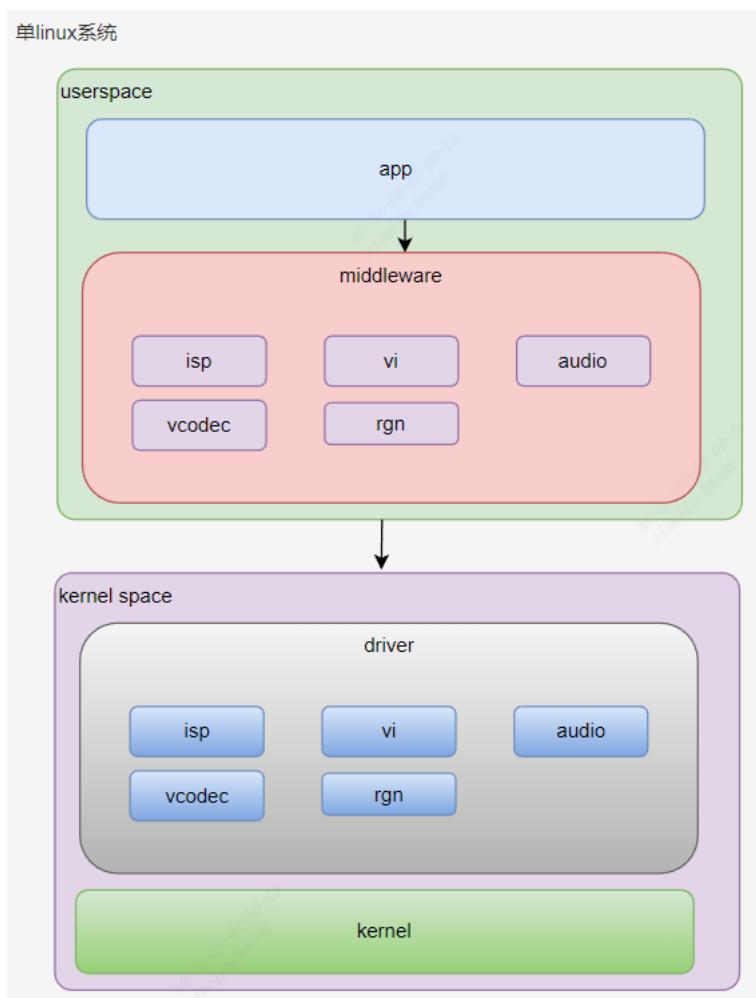 单linux系统
userspace
app
middleware
isp
vi
audio
vcodec
rgn
kernel space
driver
isp
vi
audio
vcodec
rgn
kernel